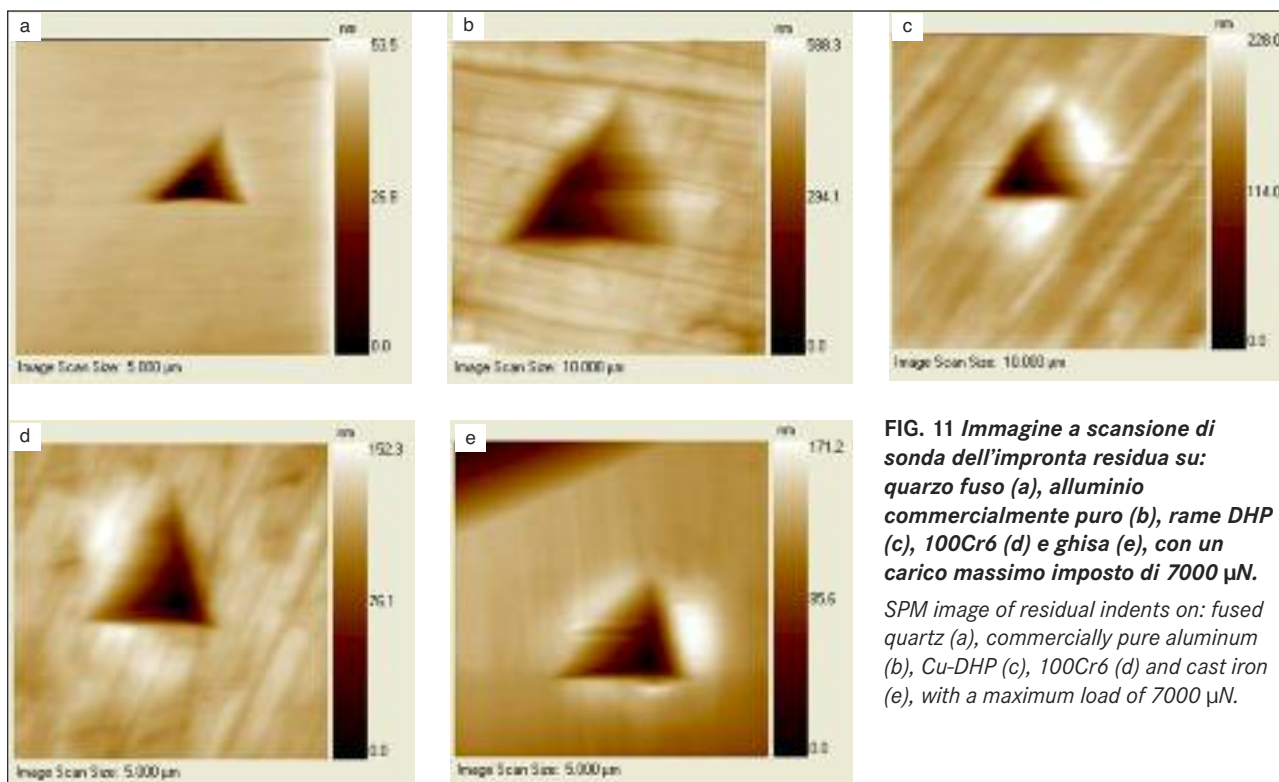 a
nm
53.5
26.8
0.0
Image Scan Size: 5.000 µm
b
nm
588.3
294.1
0.0
Image Scan Size: 10.000 µm
c
nm
228.0
114.0
0.0
Image Scan Size: 10.000 µm
d
nm
152.3
76.1
0.0
Image Scan Size: 5.000 µm
e
nm
171.2
85.6
0.0
Image Scan Size: 5.000 µm
FIG. 11 Immagine a scansione di
sonda dell'impronta residua su:
quarzo fuso (a), alluminio
commercialmente puro (b), rame DHP
(c), 100Cr6 (d) e ghisa (e), con un
carico massimo imposto di 7000 µN.
SPM image of residual indents on: fused
quartz (a), commercially pure aluminum
(b), Cu-DHP (c), 100Cr6 (d) and cast iron
(e), with a maximum load of 7000 µN.